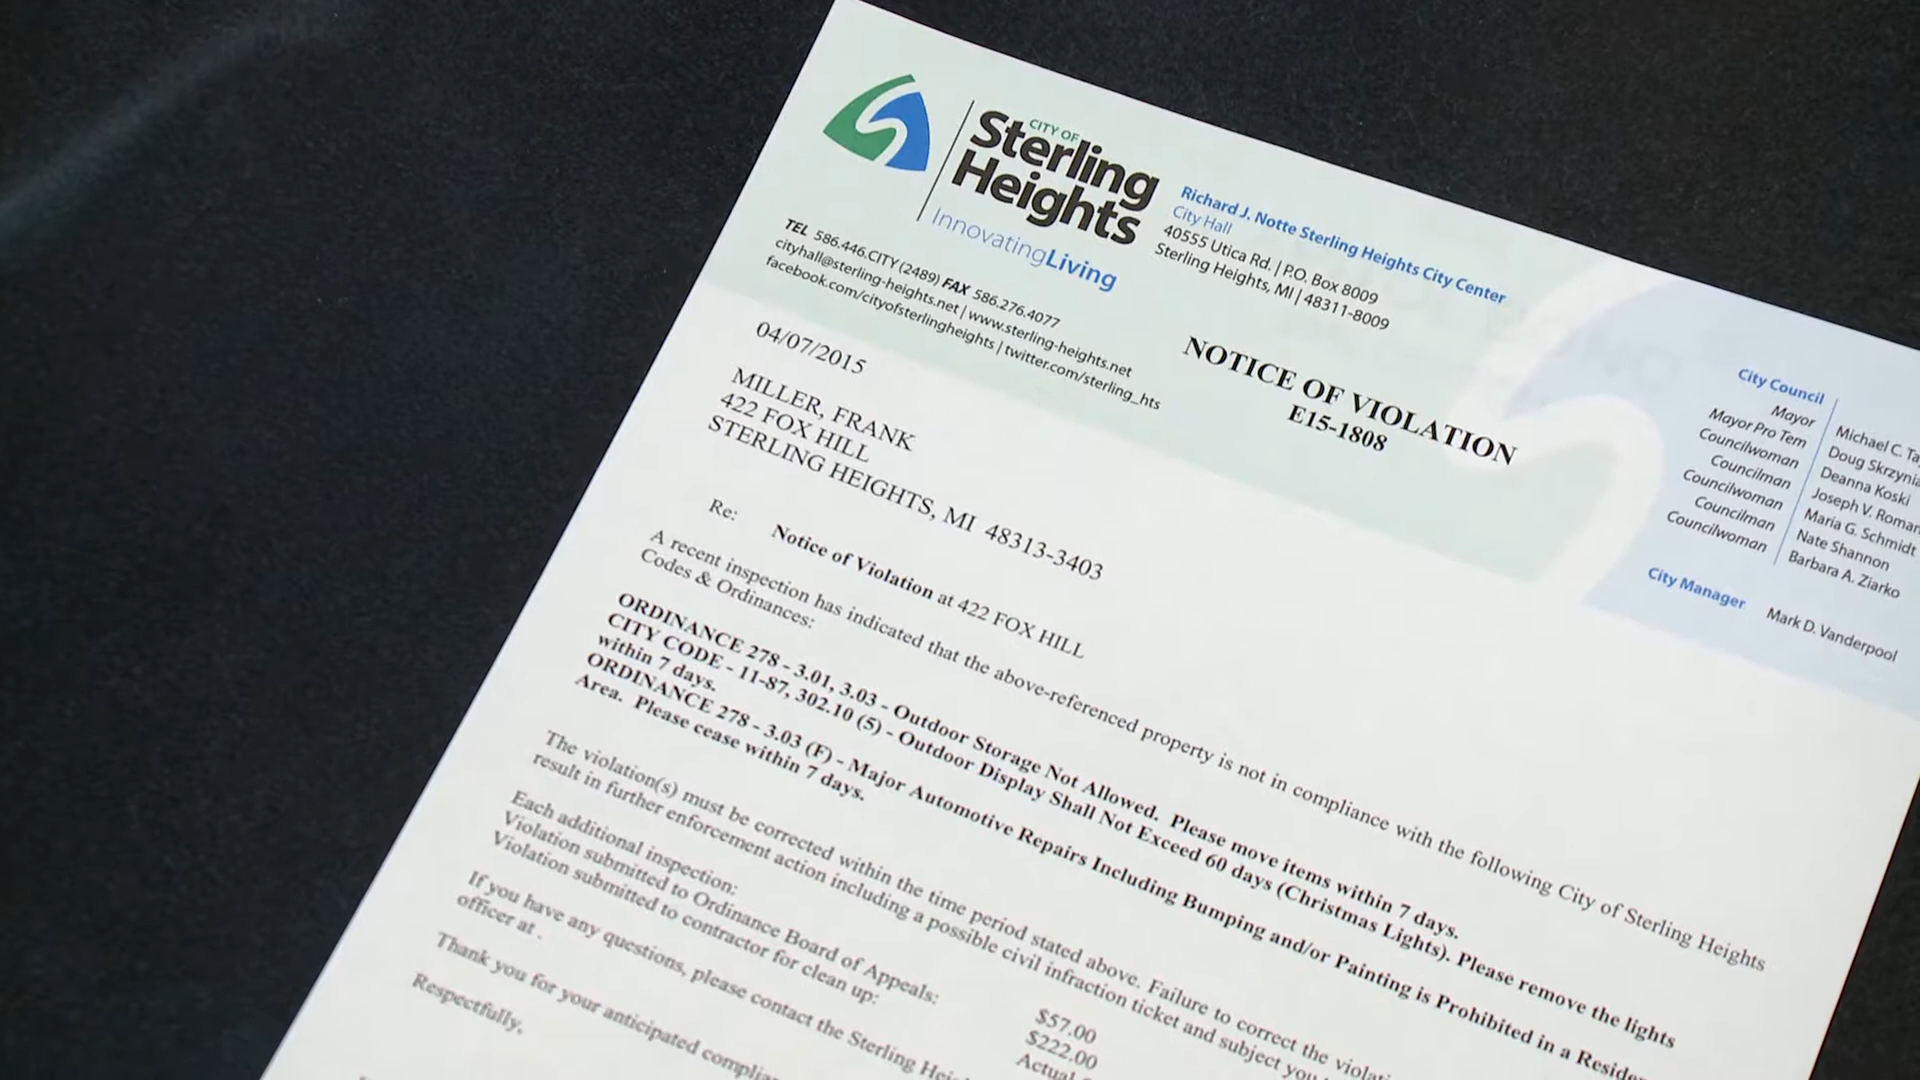 CITY OF
Sterling
Heights
InnovatingLiving
Richard J. Notte Sterling Heights City Center
City Hall
40555 Utica Rd. | P.O. Box 8009
Sterling Heights, MI | 48311-8009
TEL 586.446.CITY (2489) FAX 586.276.4077
cityhall@sterling-heights.net | www.sterling-heights.net
facebook.com/cityofsterlingheights | twitter.com/sterling_hts
NOTICE OF VIOLATION
E15-1808
City Council
Mayor Michael C.
Mayor Pro Tem Doug
Councilwoman Deanna Koski
Councilman Joseph V.
Councilwoman Maria G. Schmidt
Councilman Nate Shannon
Councilwoman Barbara A. Ziarko
City Manager Mark D. Vanderpool
04/07/2015
MILLER, FRANK
422 FOX HILL
STERLING HEIGHTS, MI 48313-3403
Re: Notice of Violation at 422 FOX HILL
A recent inspection has indicated that the above-referenced property is not in compliance with the following City of Sterling Heights
Codes & Ordinances:
ORDINANCE 278 - 3.01, 3.03 - Outdoor Storage Not Allowed. Please move items within 7 days.
CITY CODE - 11-87, 302.10 (5) - Outdoor Display Shall Not Exceed 60 days (Christmas Lights). Please remove the lights
within 7 days.
ORDINANCE 278 - 3.03 (F) - Major Automotive Repairs Including Bumping and/or Painting is Prohibited in a
Area. Please cease within 7 days.
The violation(s) must be corrected within the time period stated above. Failure to correct the
result in further enforcement action including a possible civil infraction ticket and subject you
Each additional inspection: $57.00
Violation submitted to Ordinance Board of Appeals: $222.00
Violation submitted to contractor for clean up: Actual
If you have any questions, please contact the Sterling
officer at .
Thank you for your anticipated
Respectfully,